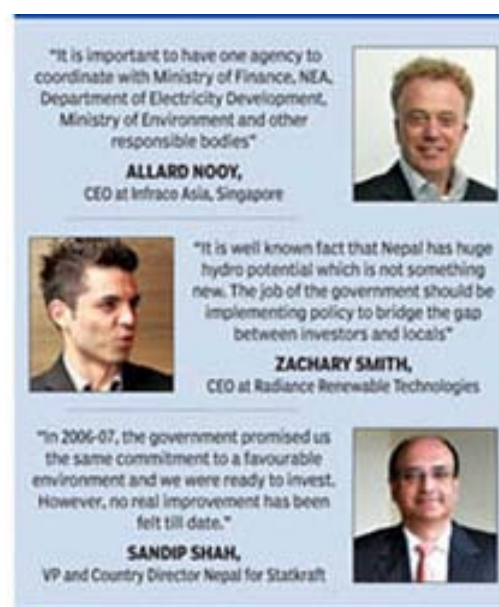 "It is important to have one agency to
coordinate with Ministry of Finance, NEA,
Department of Electricity Development,
Ministry of Environment and other
responsible bodies"
ALLARD NOOY,
CEO at Infraco Asia, Singapore
"It is well known fact that Nepal has huge
hydro potential which is not something
new. The job of the government should be
implementing policy to bridge the gap
between investors and locals"
ZACHARY SMITH,
CEO at Radiance Renewable Technologies
"In 2006-07, the government promised us
the same commitment to a favourable
environment and we were ready to invest.
However, no real improvement has been
felt till date."
SANDIP SHAH,
VP and Country Director Nepal for Statkraft